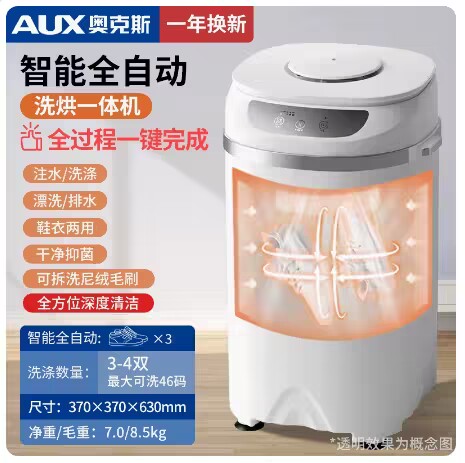 AUX奥克斯 一年换新
智能全自动
洗烘一体机
全过程一键完成
注水/洗涤
漂洗/排水
鞋衣两用
干净抑菌
可拆洗尼绒毛刷
全方位深度清洁
智能全自动: ×3
洗涤数量: 3-4双
最大可洗46码
尺寸: 370×370×630mm
净重/毛重: 7.0/8.5kg
*透明效果为概念图